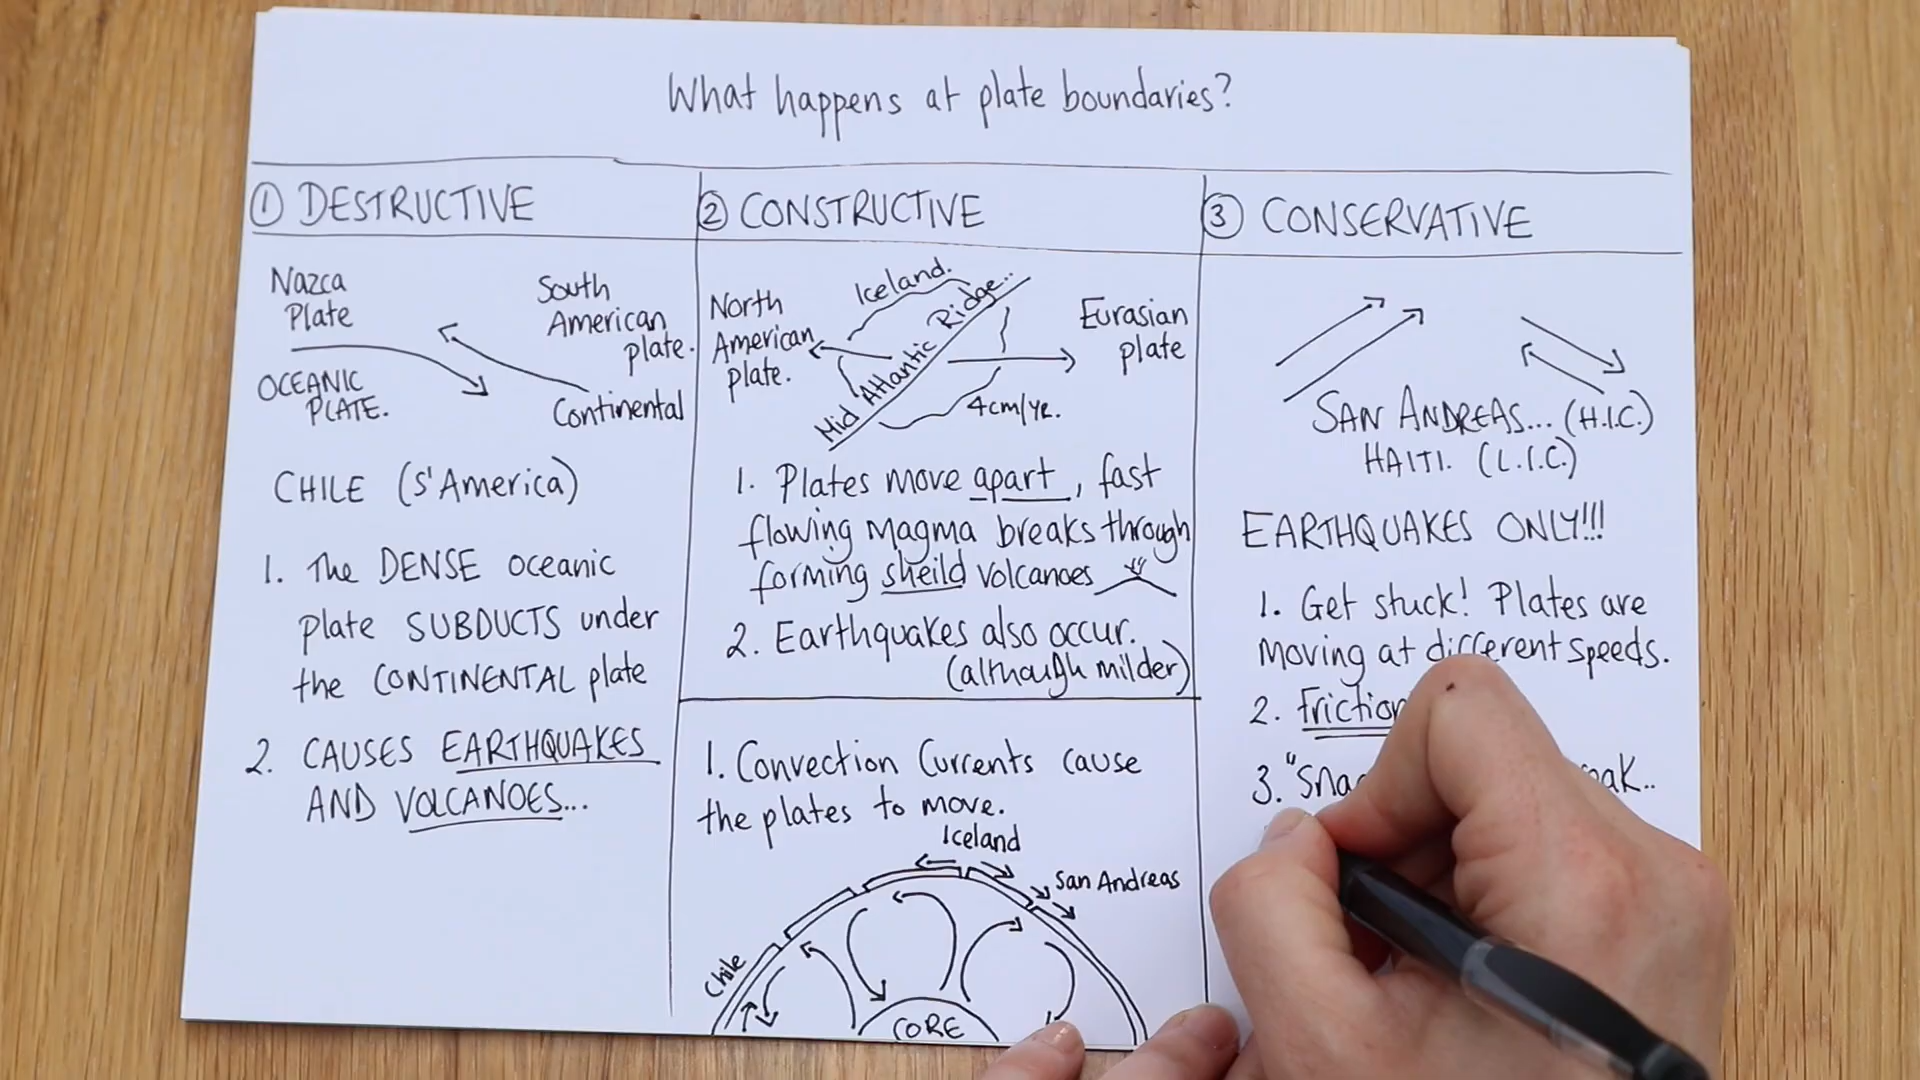 What happens at plate boundaries?
① DESTRUCTIVE
Nazca
Plate
South
American
plate.
OCEANIC
PLATE.
Continental
CHILE (S'America)
1. The DENSE oceanic
plate SUBDUCTS under
the CONTINENTAL plate
2. CAUSES EARTHQUAKES
AND VOLCANOES...
② CONSTRUCTIVE
Iceland.
North
American
plate.
Mid Atlantic Ridge...
Eurasian
plate
4cm/yr.
1. Plates move apart, fast
flowing magma breaks through
forming sheild volcanoes
2. Earthquakes also occur.
(although milder)
1. Convection Currents cause
the plates to move.
Iceland
San Andreas
Chile
CORE
③ CONSERVATIVE
SAN ANDREAS... (H.I.C.)
HAITI. (L.I.C.)
EARTHQUAKES ONLY!!!
1. Get stuck! Plates are
moving at different speeds.
2. Friction
3.